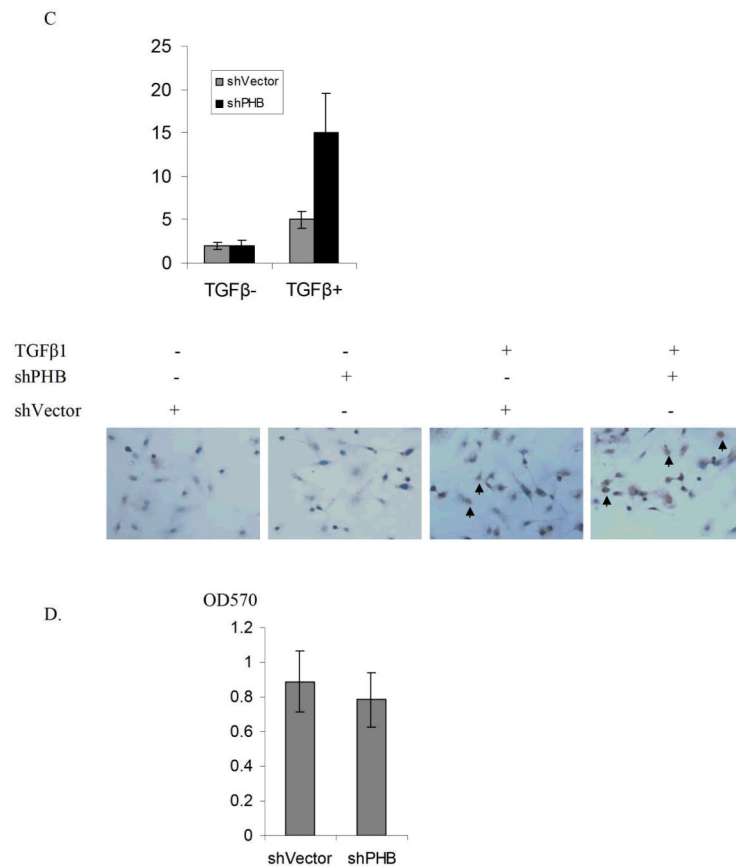 C
25
20
15
10
5
0
shVector
shPHB
TGFβ- TGFβ+
TGFβ1 - - + +
shPHB - + - +
shVector + - + -
D.
OD570
1.2
1
0.8
0.6
0.4
0.2
0
shVector shPHB